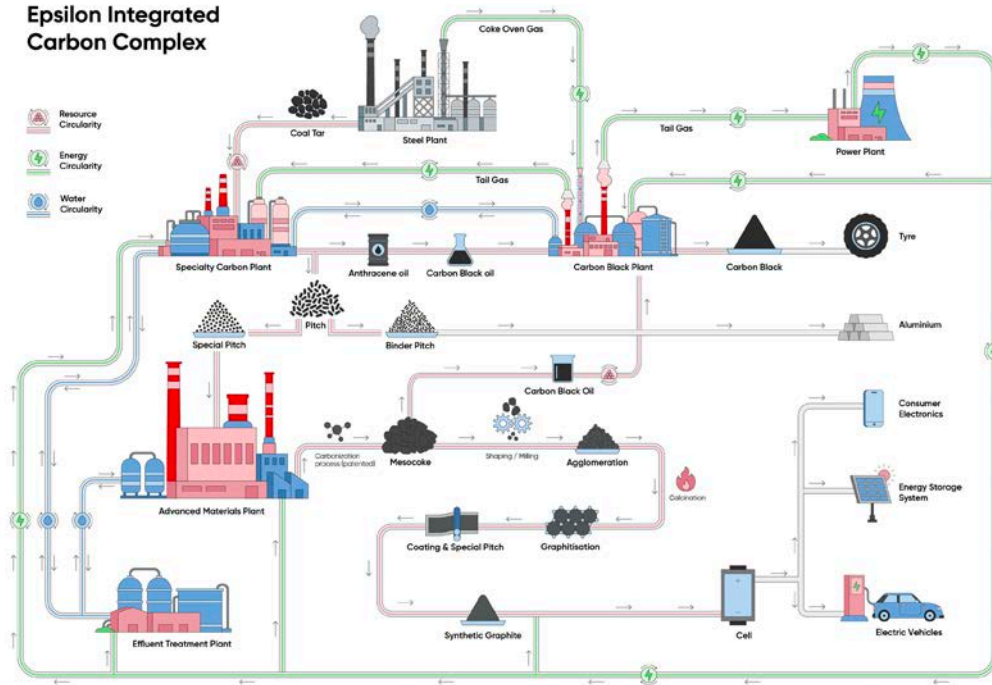 Epsilon Integrated
Carbon Complex
Resource
Circularity
Energy
Circularity
Water
Circularity
Coke Oven Gas
Coal Tar
Steel Plant
Tail Gas
Power Plant
Tail Gas
Specialty Carbon Plant
Anthracene oil
Carbon Black oil
Carbon Black Plant
Carbon Black
Tyre
Pitch
Special Pitch
Binder Pitch
Aluminium
Carbon Black Oil
Consumer
Electronics
Carbonization
process (patented)
Mesocoke
Shaping / Milling
Agglomeration
Calcination
Energy Storage
System
Advanced Materials Plant
Coating & Special Pitch
Graphitisation
Effluent Treatment Plant
Synthetic Graphite
Cell
Electric Vehicles